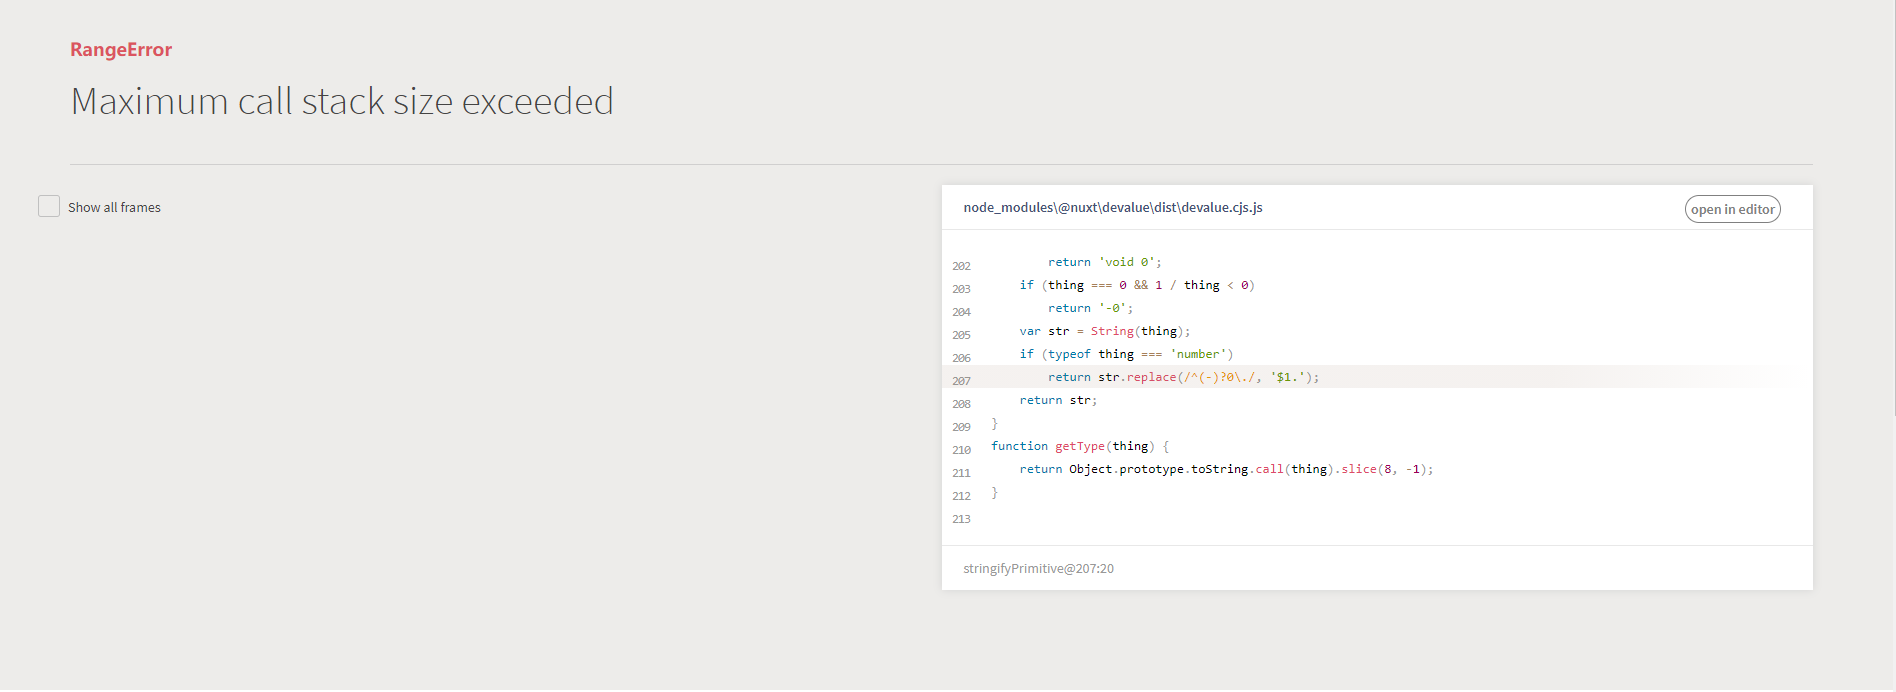 RangeError
Maximum call stack size exceeded
Show all frames
node_modules\@nuxt\devalue\dist\devalue.cjs.js
open in editor
202 return 'void 0';
203 if (thing === 0 && 1 / thing < 0)
204 return '-0';
205 var str = String(thing);
206 if (typeof thing === 'number')
207 return str.replace(/^(-)?0\./, '$1.');
208 return str;
209 }
210 function getType(thing) {
211 return Object.prototype.toString.call(thing).slice(8, -1);
212 }
213
stringifyPrimitive@207:20